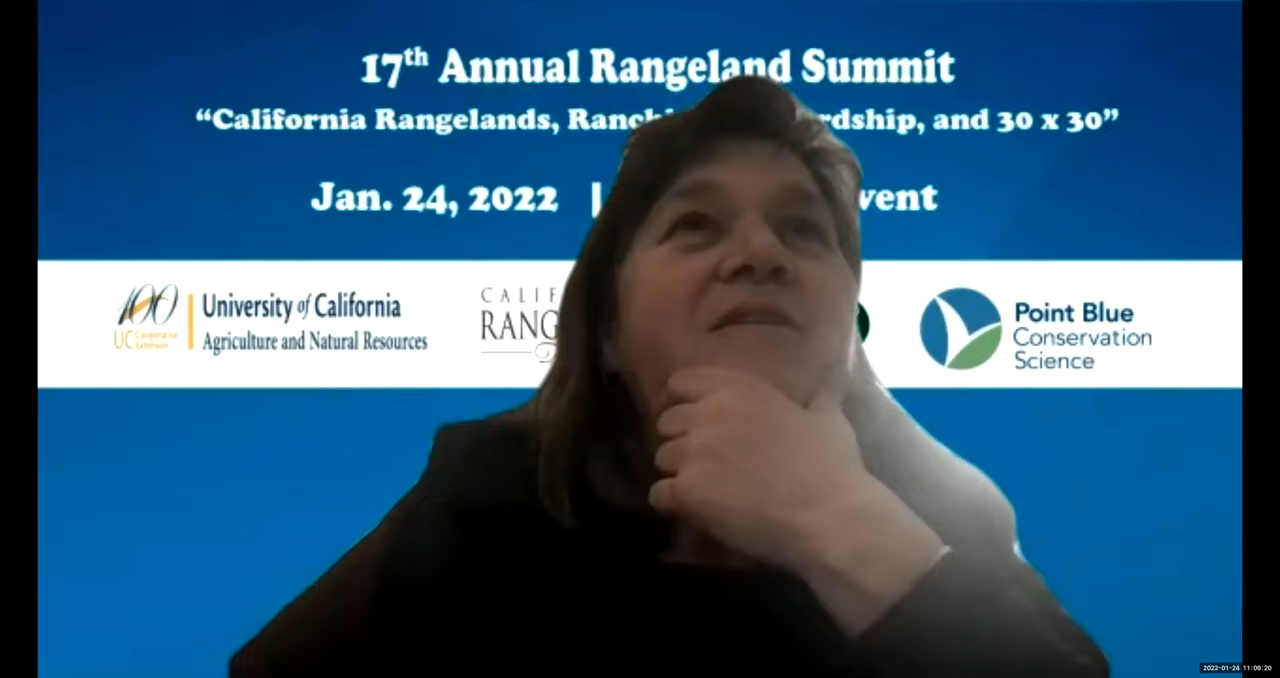 17th Annual Rangeland Summit
“California Rangelands, Ranchi rdship, and 30 x 30”
Jan. 24, 2022 | vent
100
UC Cooperative Extension
University of California
Agriculture and Natural Resources
CALIF
RANG
Point Blue
Conservation
Science
2022-01-24 11:09:20